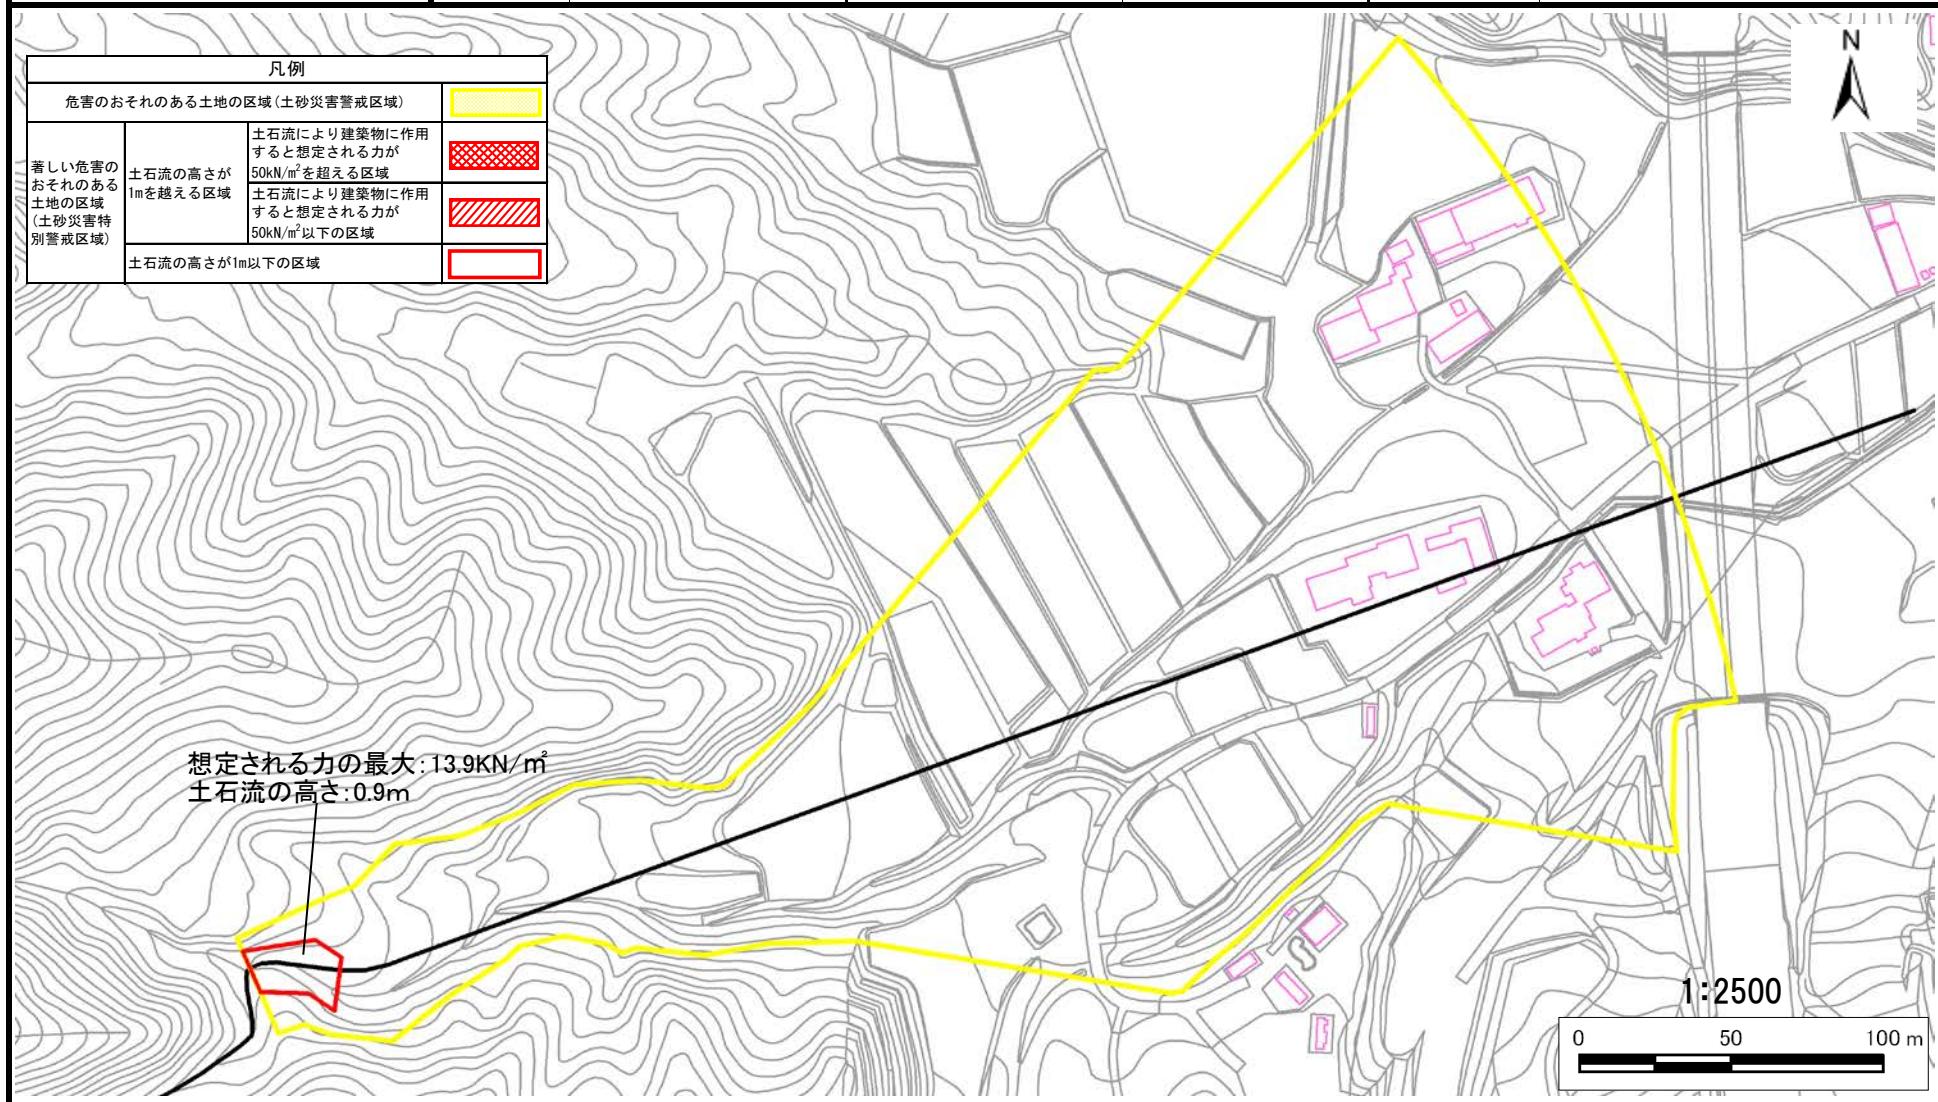 凡例
危害のおそれのある土地の区域(土砂災害警戒区域)
著しい危害の
おそれのある
土地の区域
(土砂災害特
別警戒区域)
土石流の高さが
1mを越える区域
土石流により建築物に作用
すると想定される力が
50kN/m²を超える区域
土石流により建築物に作用
すると想定される力が
50kN/m²以下の区域
土石流の高さが1m以下の区域
N
想定される力の最大:13.9KN/㎡
土石流の高さ:0.9m
1:2500
0 50 100 m